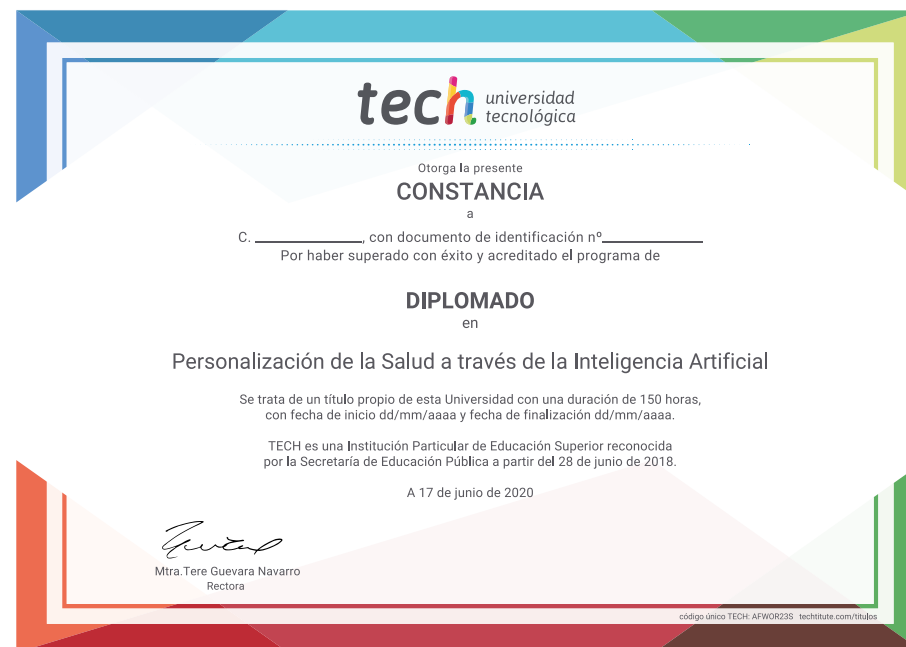 tech universidad
tecnológica
Otorga la presente
CONSTANCIA
a
C. ____________, con documento de identificación nº____________
Por haber superado con éxito y acreditado el programa de
DIPLOMADO
en
Personalización de la Salud a través de la Inteligencia Artificial
Se trata de un título propio de esta Universidad con una duración de 150 horas,
con fecha de inicio dd/mm/aaaa y fecha de finalización dd/mm/aaaa.
TECH es una Institución Particular de Educación Superior reconocida
por la Secretaría de Educación Pública a partir del 28 de junio de 2018.
A 17 de junio de 2020
Mtra.Tere Guevara Navarro
Rectora
código único TECH: AFWOR23S techtitute.com/titulos